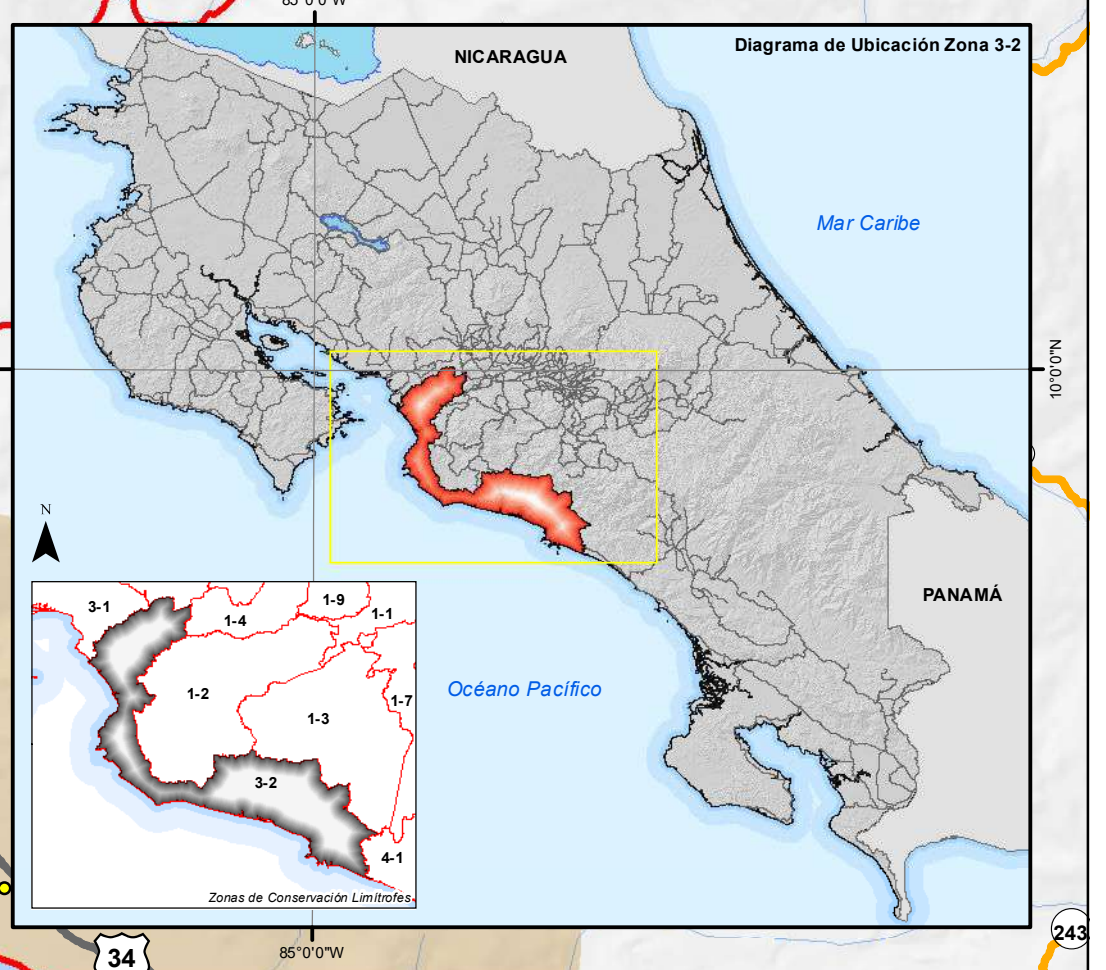 85°0'0"W
Diagrama de Ubicación Zona 3-2
NICARAGUA
Mar Caribe
10°0'0"N
N
PANAMÁ
Océano Pacífico
3-1
1-9
1-4
1-1
1-2
1-7
1-3
3-2
4-1
Zonas de Conservación Limítrofes
85°0'0"W
34
243